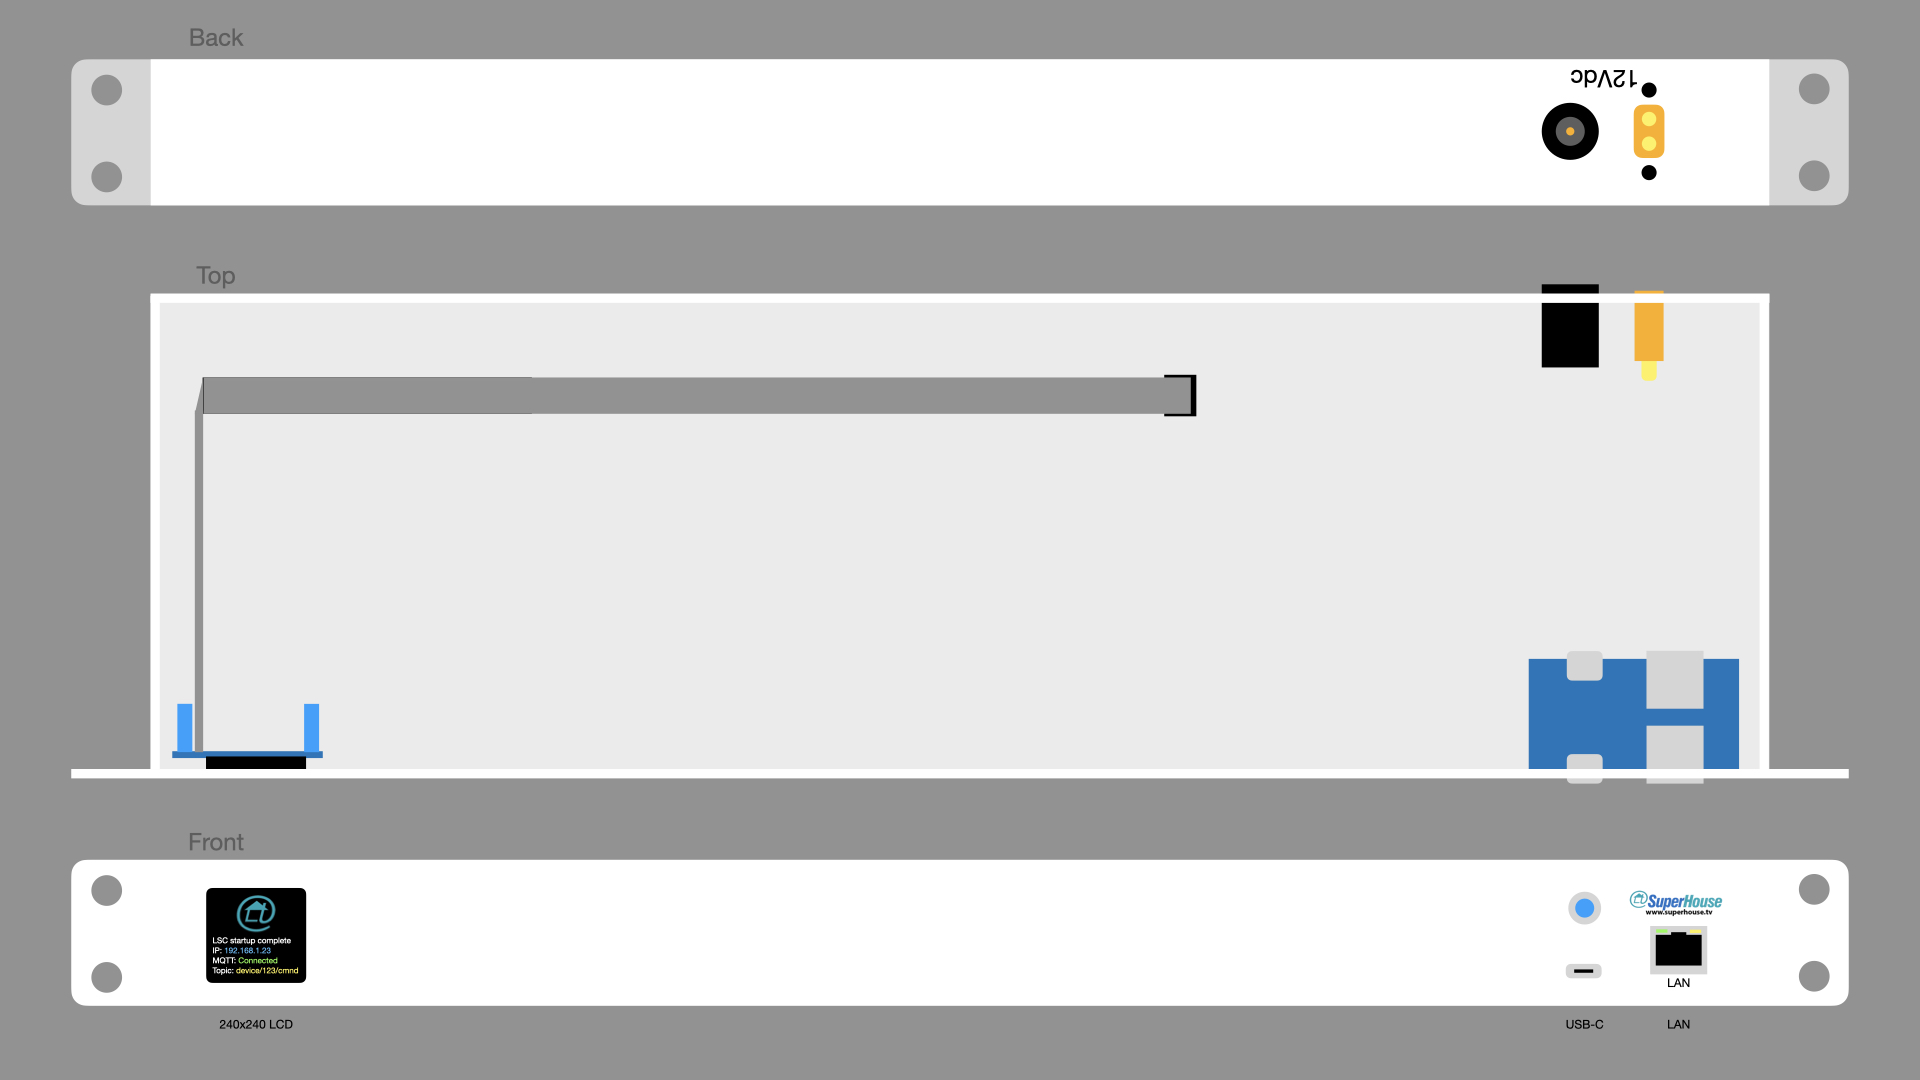 Back
12Vdc
Top
Front
LSC startup complete
IP: 192.168.1.23
MQTT: Connected
Topic: device/123/cmnd
SuperHouse
www.superhouse.tv
LAN
240x240 LCD
USB-C
LAN